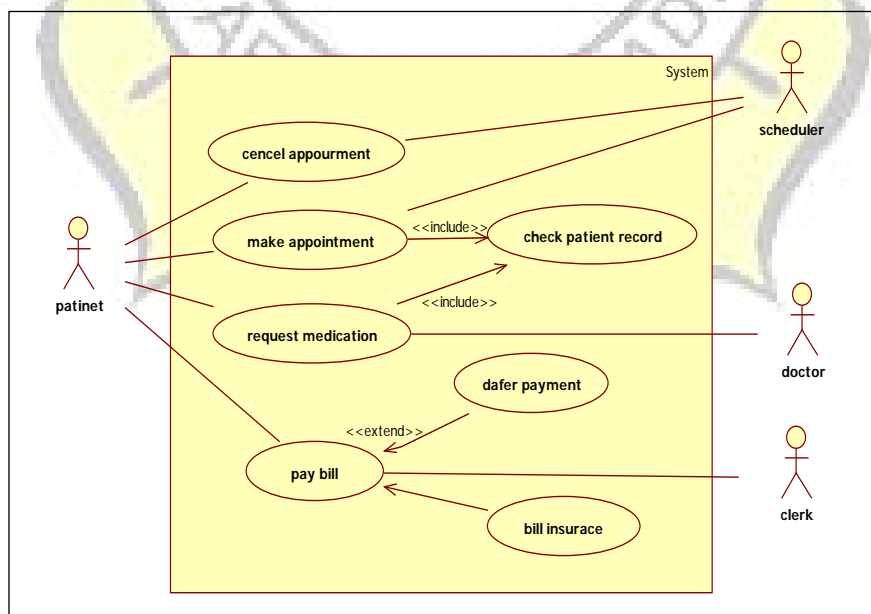 System
scheduler
cencel appourment
make appointment
<<include>>
check patient record
patinet
request medication
<<include>>
doctor
dafer payment
<<extend>>
pay bill
clerk
bill insurace